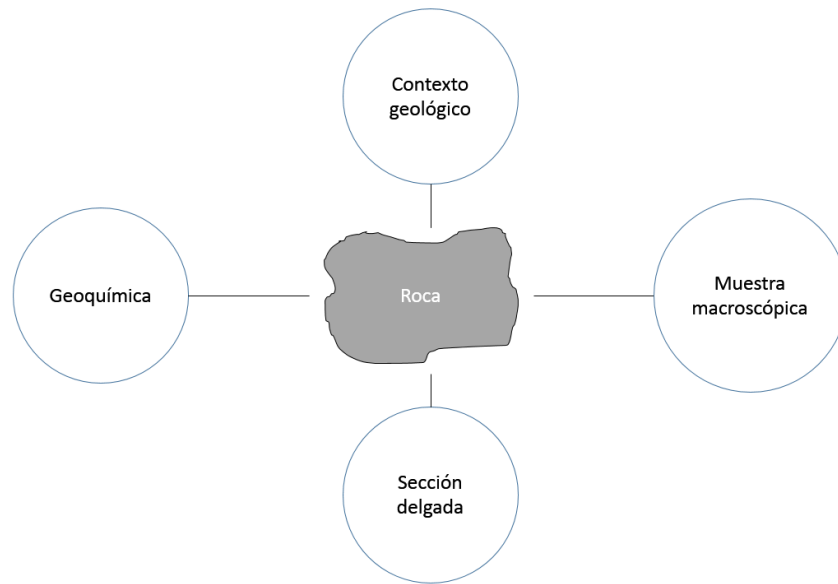 Contexto
geológico
Geoquímica
Roca
Muestra
macroscópica
Sección
delgada